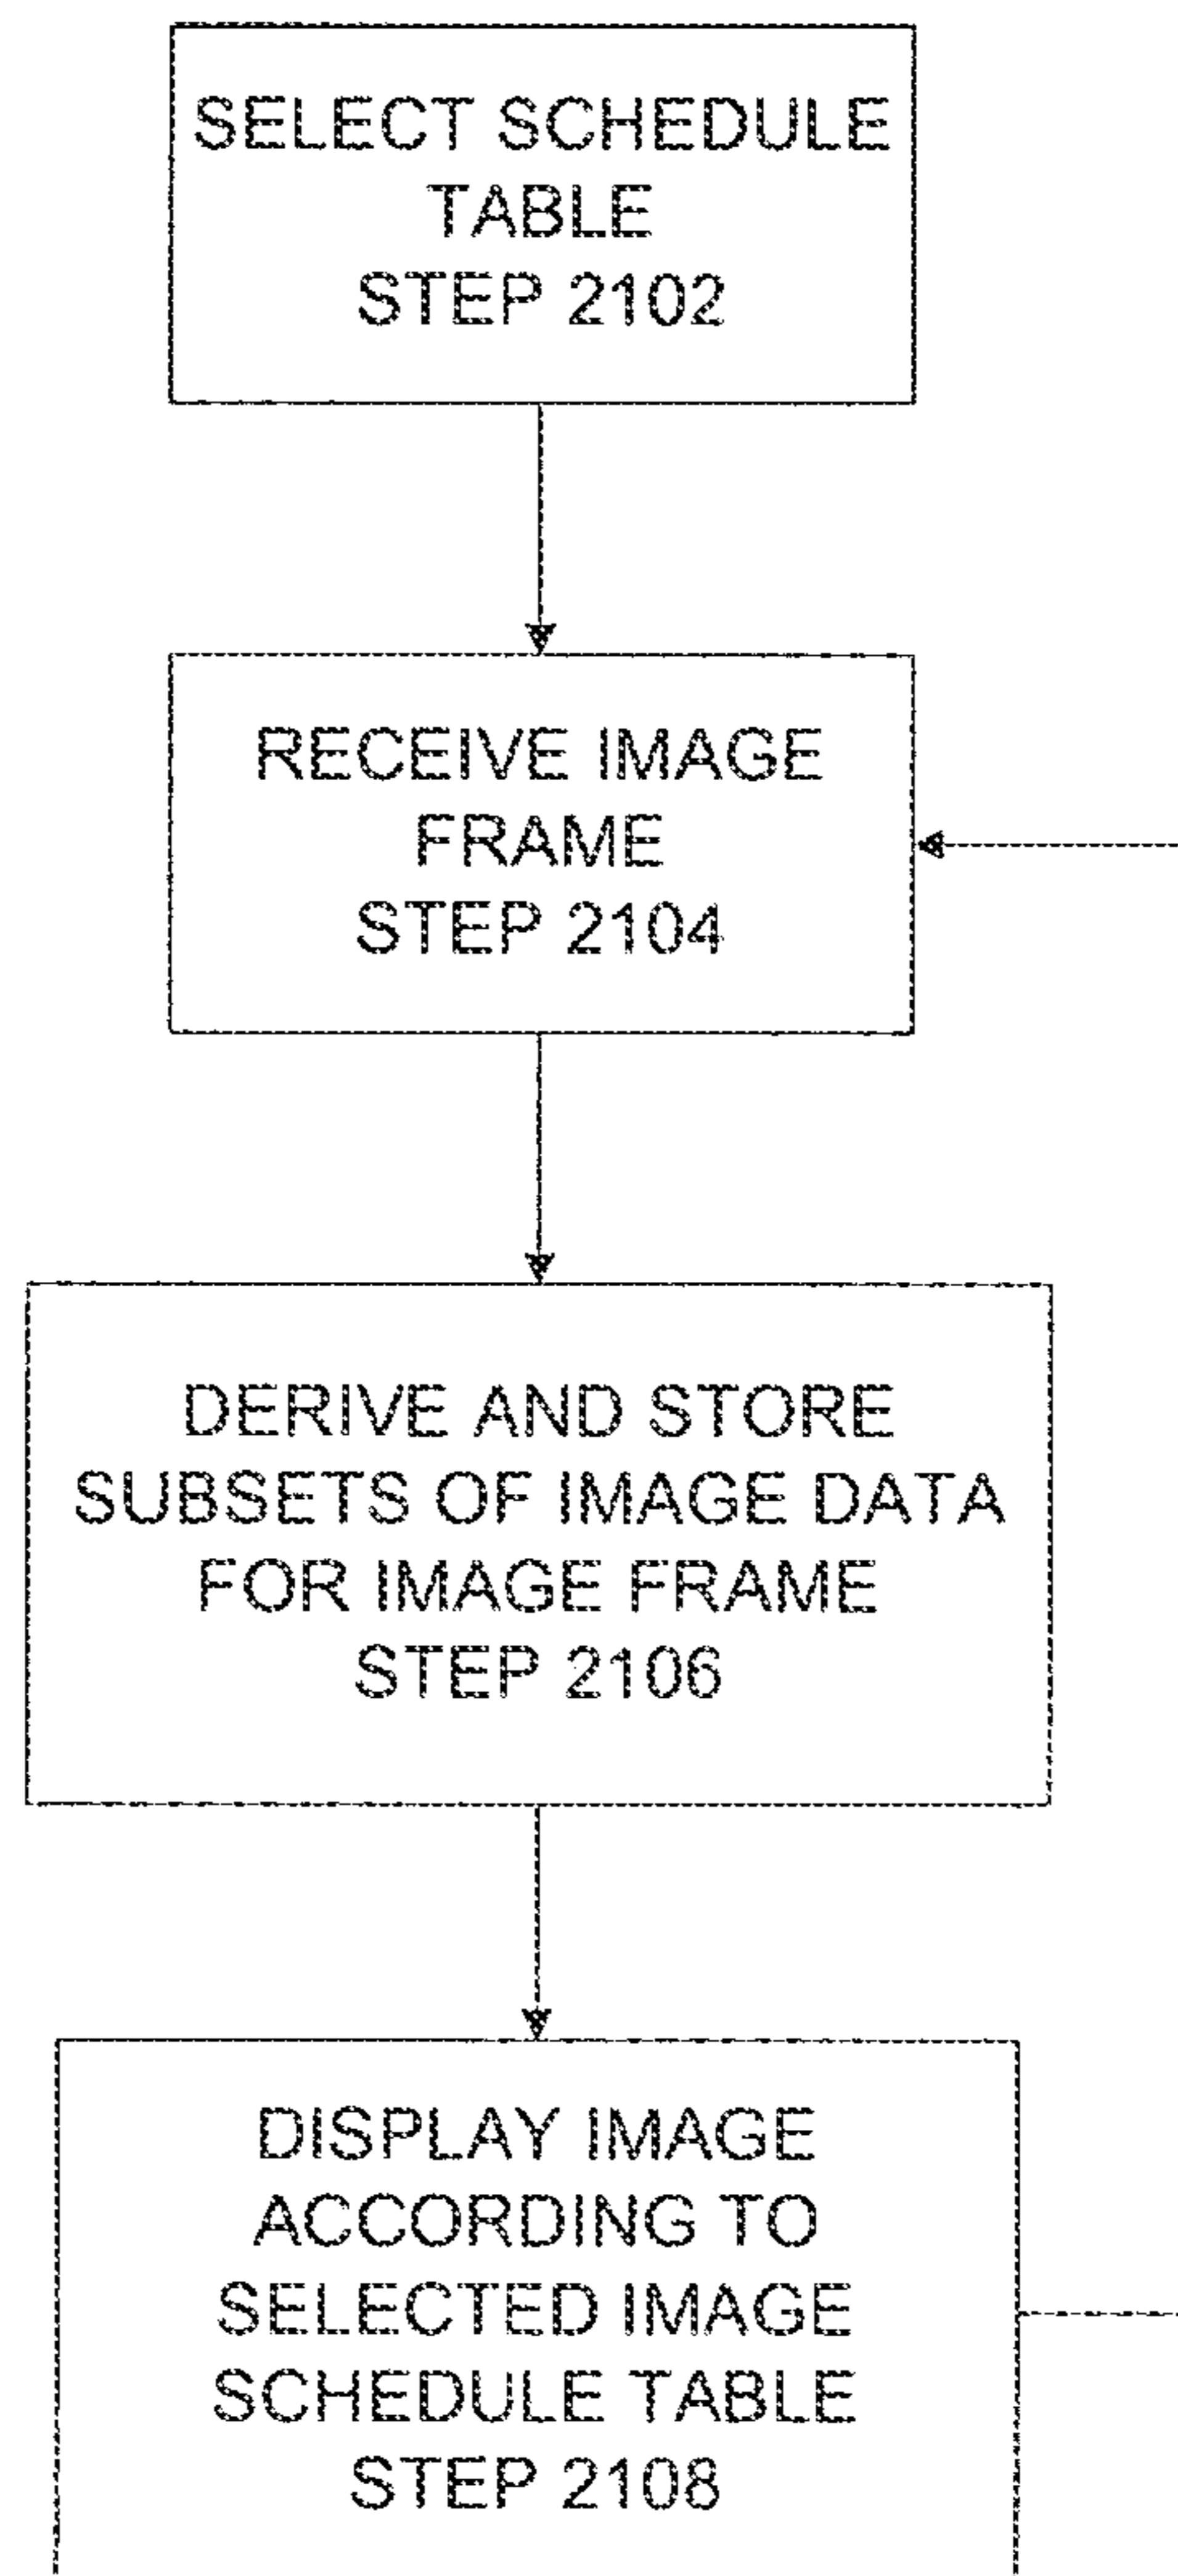 SELECT SCHEDULE
TABLE
STEP 2102
RECEIVE IMAGE
FRAME
STEP 2104
DERIVE AND STORE
SUBSETS OF IMAGE DATA
FOR IMAGE FRAME
STEP 2106
DISPLAY IMAGE
ACCORDING TO
SELECTED IMAGE
SCHEDULE TABLE
STEP 2108